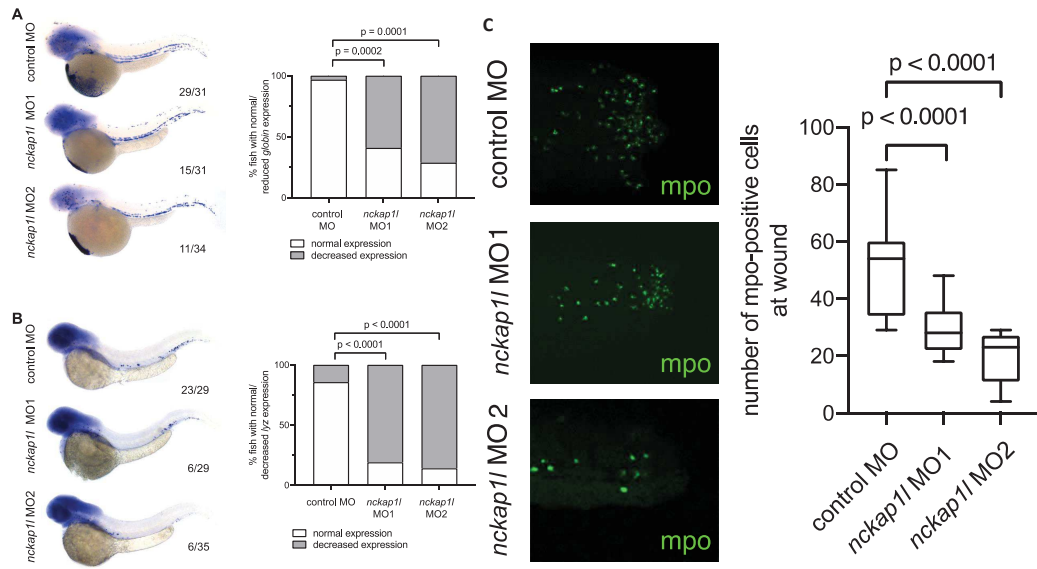 A
control MO
29/31
nckap1l MO1
15/31
nckap1l MO2
11/34
p = 0.0001
p = 0.0002
% fish with normal/
reduced globin expression
100
50
0
control
MO
nckap1l
MO1
nckap1l
MO2
normal expression
decreased expression
B
control MO
23/29
nckap1l MO1
6/29
nckap1l MO2
6/35
p < 0.0001
p < 0.0001
% fish with normal/
decreased lyz expression
100
50
0
control MO
nckap1l
MO1
nckap1l
MO2
normal expression
decreased expression
C
control MO
mpo
nckap1l MO1
mpo
nckap1l MO2
mpo
p < 0.0001
p < 0.0001
number of mpo-positive cells
at wound
100
80
60
40
20
0
control MO
nckap1l MO1
nckap1l MO2